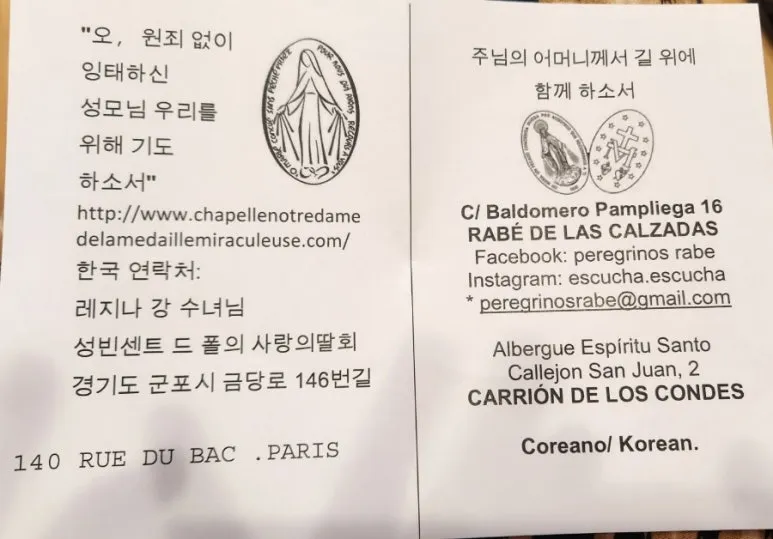 "오, 원죄 없이
잉태하신
성모님 우리를
위해 기도
하소서"
http://www.chapellenotredame
delamedaillemiraculeuse.com/
한국 연락처:
레지나 강 수녀님
성빈센트 드 폴의 사랑의딸회
경기도 군포시 금당로 146번길
140 RUE DU BAC .PARIS
주님의 어머니께서 길 위에
함께 하소서
C/ Baldomero Pampliega 16
RABÉ DE LAS CALZADAS
Facebook: peregrinos rabe
Instagram: escucha.escucha
* peregrinosrabe@gmail.com
Albergue Espíritu Santo
Callejon San Juan, 2
CARRIÓN DE LOS CONDES
Coreano/ Korean.